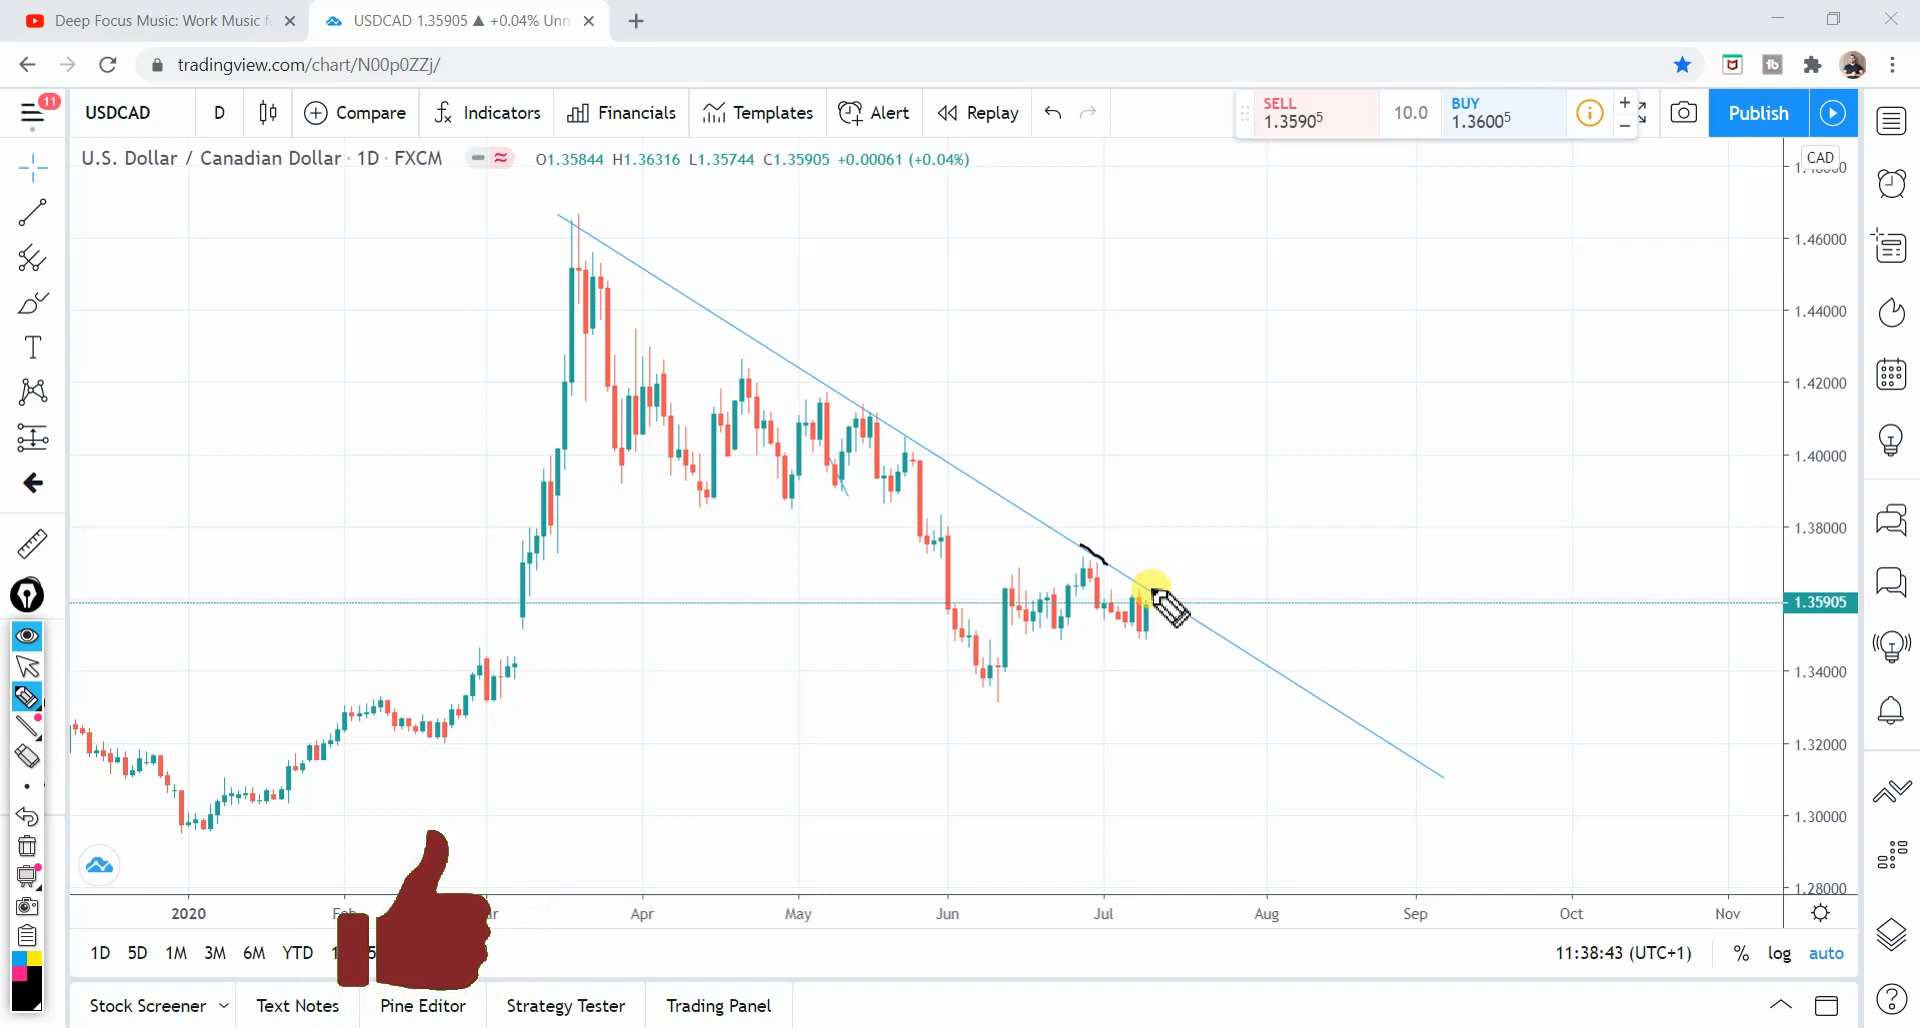 Deep Focus Music: Work Music f
USDCAD 1.35905 ▲ +0.04% Unn
tradingview.com/chart/N00p0ZZj/
11
USDCAD
D
Compare
Indicators
Financials
Templates
Alert
Replay
SELL
1.35905
10.0
BUY
1.36005
Publish
U.S. Dollar / Canadian Dollar · 1D · FXCM
O1.35844 H1.36316 L1.35744 C1.35905 +0.00061 (+0.04%)
CAD
1.46000
1.44000
1.42000
1.40000
1.38000
1.35905
1.34000
1.32000
1.30000
1.28000
2020
Apr
May
Jun
Jul
Aug
Sep
Oct
Nov
1D 5D 1M 3M 6M YTD
11:38:43 (UTC+1)
%
log
auto
Stock Screener
Text Notes
Pine Editor
Strategy Tester
Trading Panel